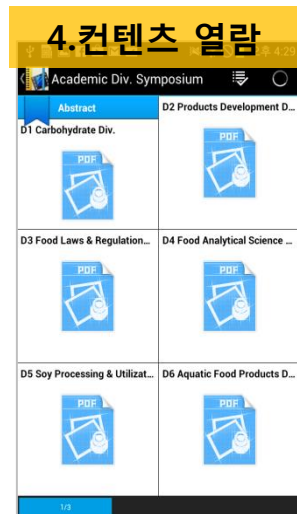 4.컨텐츠 열람
오후 4:29
Academic Div. Symposium
Abstract
D1 Carbohydrate Div.
PDF
D2 Products Development D...
PDF
D3 Food Laws & Regulation...
PDF
D4 Food Analytical Science ...
PDF
D5 Soy Processing & Utilizat...
PDF
D6 Aquatic Food Products D...
PDF
1/3